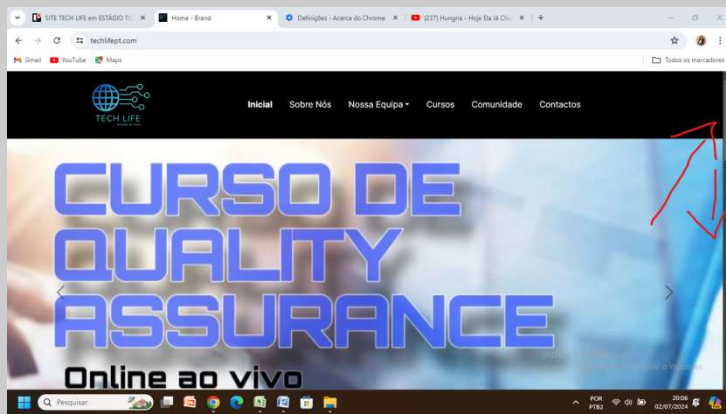 SITE TECH LIFE em ESTÁGIO TU
Home - Brand
Definições - Acerca do Chrome
(237) Hungria - Hoje Ela Já Cho
techlifept.com
Gmail
YouTube
Maps
Todos os marcadores
TECH LIFE
Inicial
Sobre Nós
Nossa Equipa
Cursos
Comunidade
Contactos
CURSO DE
QUALITY
ASSURANCE
Online ao vivo
Pesquisar
POR
PTB2
20:06
02/07/2024